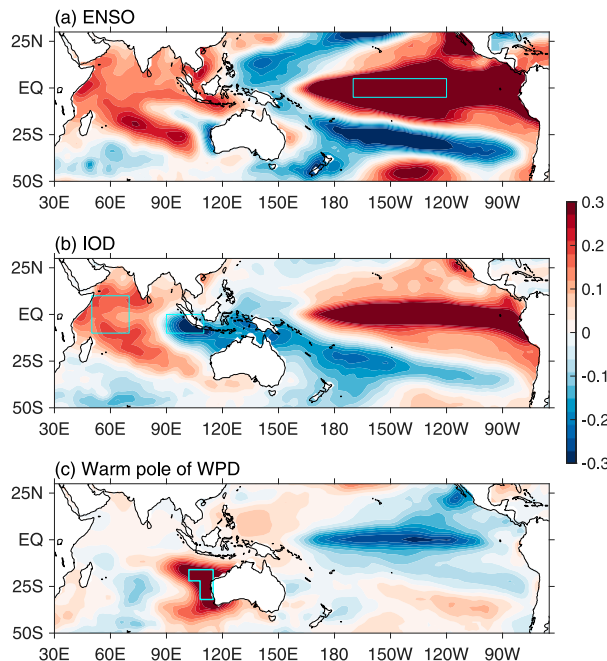 (a) ENSO
25N
EQ
25S
50S
30E 60E 90E 120E 150E 180 150W 120W 90W
(b) IOD
25N
EQ
25S
50S
30E 60E 90E 120E 150E 180 150W 120W 90W
(c) Warm pole of WPD
25N
EQ
25S
50S
30E 60E 90E 120E 150E 180 150W 120W 90W
0.3
0.2
0.1
0
-0.1
-0.2
-0.3